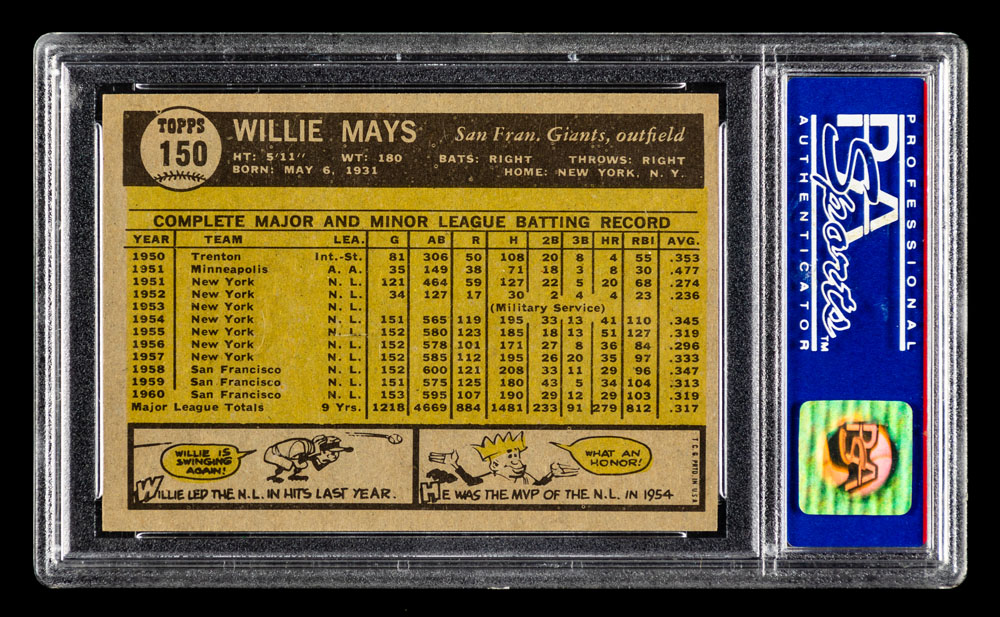 TOPPS
150
WILLIE MAYS San Fran. Giants, outfield
HT: 5'11" WT: 180 BATS: RIGHT THROWS: RIGHT
BORN: MAY 6, 1931 HOME: NEW YORK, N. Y.
COMPLETE MAJOR AND MINOR LEAGUE BATTING RECORD
YEAR TEAM LEA. G AB R H 2B 3B HR RBI AVG.
1950 Trenton Int.-St. 81 306 50 108 20 8 4 55 .353
1951 Minneapolis A. A. 35 149 38 71 18 3 8 30 .477
1951 New York N. L. 121 464 59 127 22 5 20 68 .274
1952 New York N. L. 34 127 17 30 2 4 4 23 .236
1953 New York N. L. (Military Service)
1954 New York N. L. 151 565 119 195 33 13 41 110 .345
1955 New York N. L. 152 580 123 185 18 13 51 127 .319
1956 New York N. L. 152 578 101 171 27 8 36 84 .296
1957 New York N. L. 152 585 112 195 26 20 35 97 .333
1958 San Francisco N. L. 152 600 121 208 33 11 29 96 .347
1959 San Francisco N. L. 151 575 125 180 43 5 34 104 .313
1960 San Francisco N. L. 153 595 107 190 29 12 29 103 .319
Major League Totals 9 Yrs. 1218 4669 884 1481 233 91 279 812 .317
WILLIE IS
SWINGING
AGAIN!
WILLIE LED THE N.L. IN HITS LAST YEAR.
WHAT AN
HONOR!
HE WAS THE MVP OF THE N.L. IN 1954
T.C.G. PRTD IN U.S.A.
PROFESSIONAL
PSA
Sports™
AUTHENTICATOR
PSA